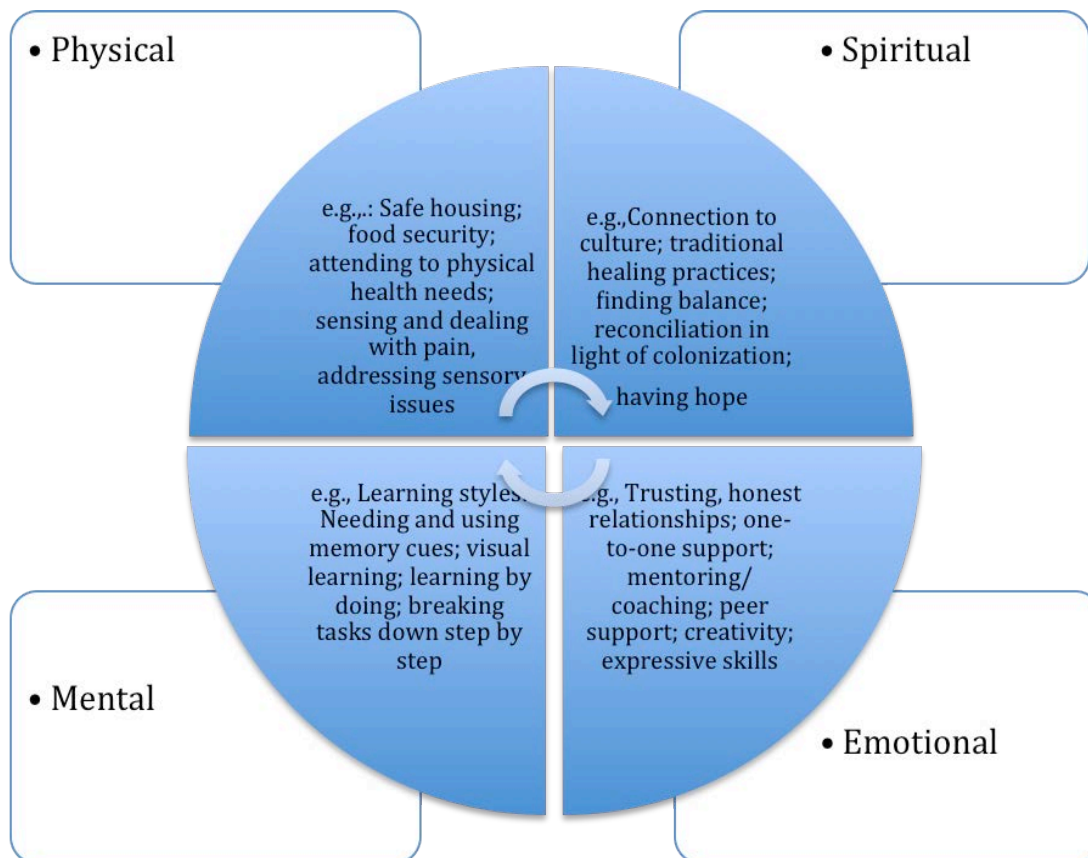 • Physical
• Spiritual
e.g.,.: Safe housing;
food security;
attending to physical
health needs;
sensing and dealing
with pain,
addressing sensory
issues
e.g.,Connection to
culture; traditional
healing practices;
finding balance;
reconciliation in
light of colonization;
having hope
e.g., Learning styles:
Needing and using
memory cues; visual
learning; learning by
doing; breaking
tasks down step by
step
e.g., Trusting, honest
relationships; one-
to-one support;
mentoring/
coaching; peer
support; creativity;
expressive skills
• Mental
• Emotional